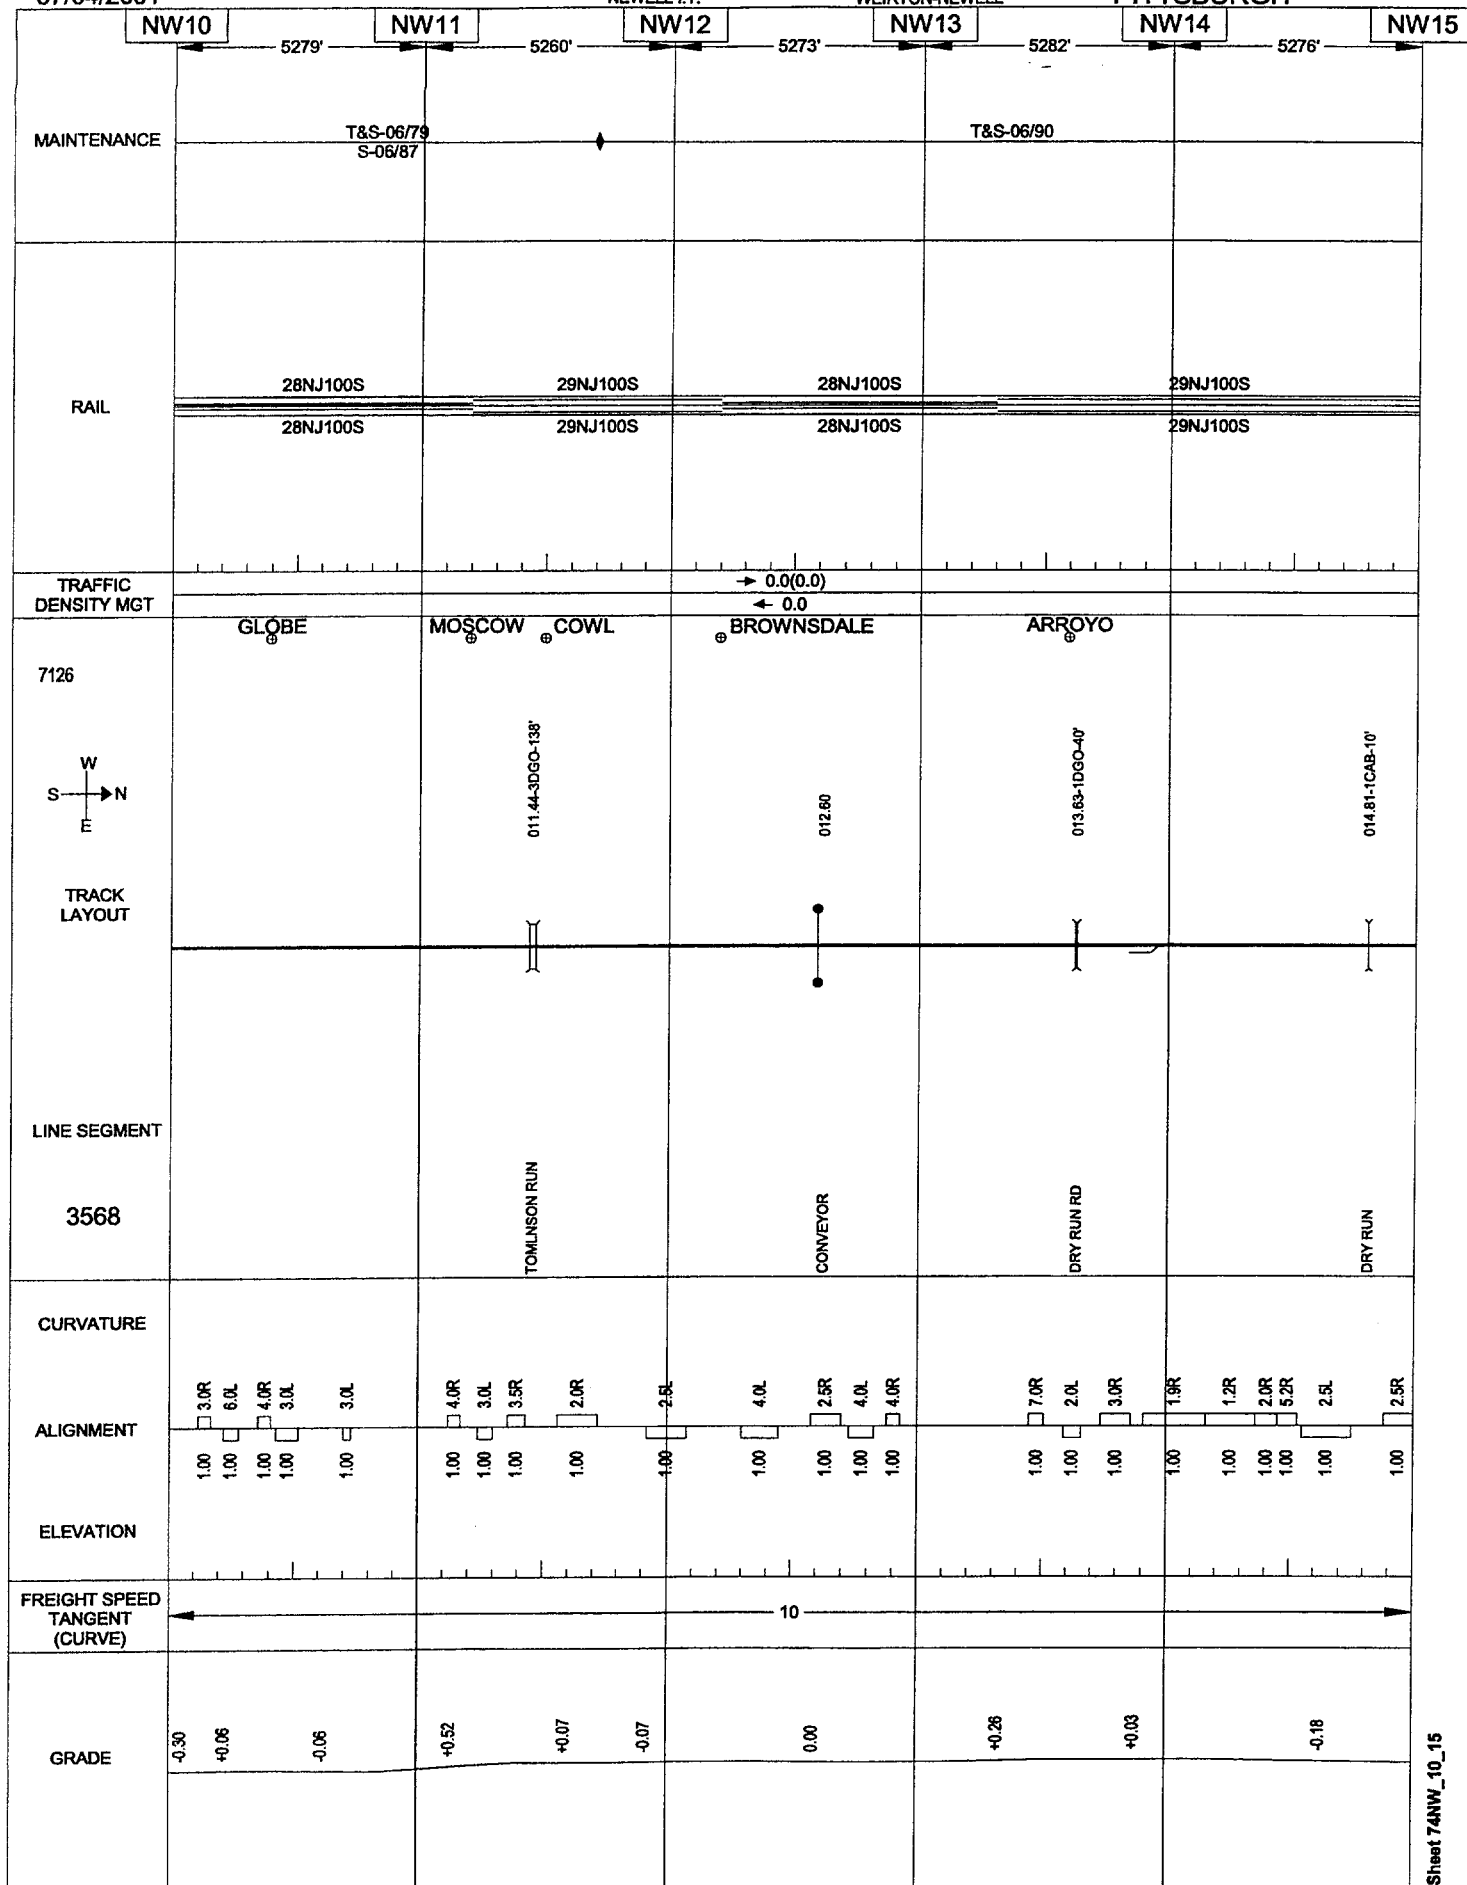 WEIRTON-NEWELL
PITTSBURGH
NW10 NW11 NW12 NW13 NW14 NW15
5279' 5260' 5273' 5282' 5276'
MAINTENANCE
T&S-06/79 T&S-06/90
S-06/87
RAIL
28NJ100S 29NJ100S 28NJ100S 29NJ100S
28NJ100S 29NJ100S 28NJ100S 29NJ100S
TRAFFIC
DENSITY MGT
→ 0.0(0.0)
← 0.0
GLOBE MOSCOW COWL BROWNSDALE ARROYO
7126
W
S N
E
011.44-3DGO-138' 012.60 013.63-1DGO-40' 014.81-1CAB-10'
TRACK
LAYOUT
LINE SEGMENT
3568
TOMLNSON RUN CONVEYOR DRY RUN RD DRY RUN
CURVATURE
3.0R 6.0L 4.0R 3.0L 3.0L 4.0R 3.0L 3.5R 2.0R 2.5L 4.0L 2.5R 4.0L 4.0R 7.0R 2.0L 3.0R 1.9R 1.2R 2.0R 5.2R 2.5L 2.5R
ALIGNMENT
1.00 1.00 1.00 1.00 1.00 1.00 1.00 1.00 1.00 1.00 1.00 1.00 1.00 1.00 1.00 1.00 1.00 1.00 1.00 1.00 1.00 1.00 1.00
ELEVATION
FREIGHT SPEED
TANGENT
(CURVE)
10
GRADE
-0.30 +0.06 -0.06 +0.52 +0.07 -0.07 0.00 +0.26 +0.03 -0.18
Sheet 74NW_10_15